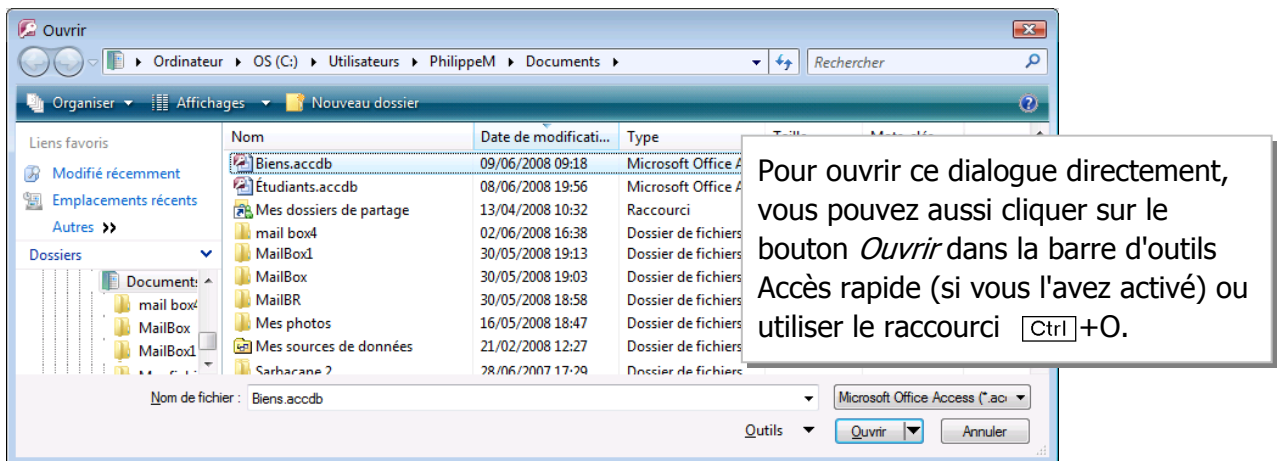 Ouvrir
Ordinateur ▸ OS (C:) ▸ Utilisateurs ▸ PhilippeM ▸ Documents ▸ Rechercher
Organiser Affichages Nouveau dossier
Liens favoris
Modifié récemment
Emplacements récents
Autres >>
Dossiers
Documents
mail box4
MailBox
MailBox1
Nom Date de modificati... Type
Biens.accdb 09/06/2008 09:18 Microsoft Office A
Étudiants.accdb 08/06/2008 19:56 Microsoft Office A
Mes dossiers de partage 13/04/2008 10:32 Raccourci
mail box4 02/06/2008 16:38 Dossier de fichiers
MailBox1 30/05/2008 19:13 Dossier de fichiers
MailBox 30/05/2008 19:03 Dossier de fichiers
MailBR 30/05/2008 18:58 Dossier de fichiers
Mes photos 16/05/2008 18:47 Dossier de fichiers
Mes sources de données 21/02/2008 12:27 Dossier de fichiers
Sarbacane 2 28/06/2007 17:29 Dossier de fichiers
Pour ouvrir ce dialogue directement,
vous pouvez aussi cliquer sur le
bouton Ouvrir dans la barre d'outils
Accès rapide (si vous l'avez activé) ou
utiliser le raccourci Ctrl+O.
Nom de fichier : Biens.accdb Microsoft Office Access (*.acc
Outils Ouvrir Annuler